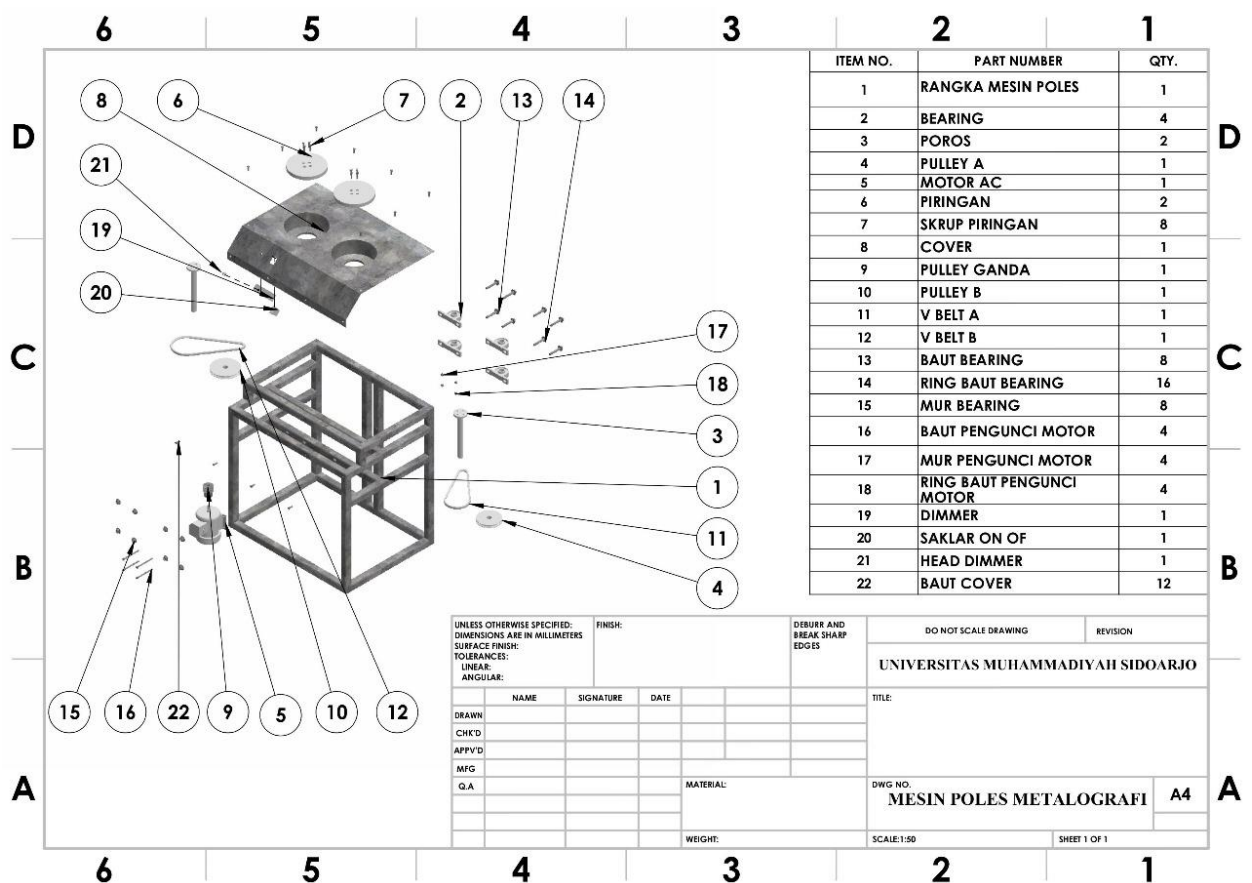 6 5 4 3 2 1
D
C
B
A
D
C
B
A
8 6 7 2 13 14
21
19
20
17
18
3
1
11
4
15 16 22 9 5 10 12
ITEM NO. PART NUMBER QTY.
1 RANGKA MESIN POLES 1
2 BEARING 4
3 POROS 2
4 PULLEY A 1
5 MOTOR AC 1
6 PIRINGAN 2
7 SKRUP PIRINGAN 8
8 COVER 1
9 PULLEY GANDA 1
10 PULLEY B 1
11 V BELT A 1
12 V BELT B 1
13 BAUT BEARING 8
14 RING BAUT BEARING 16
15 MUR BEARING 8
16 BAUT PENGUNCI MOTOR 4
17 MUR PENGUNCI MOTOR 4
18 RING BAUT PENGUNCI MOTOR 4
19 DIMMER 1
20 SAKLAR ON OF 1
21 HEAD DIMMER 1
22 BAUT COVER 12
UNLESS OTHERWISE SPECIFIED:
DIMENSIONS ARE IN MILLIMETERS
SURFACE FINISH:
TOLERANCES:
LINEAR:
ANGULAR:
FINISH:
DEBURR AND
BREAK SHARP
EDGES
DO NOT SCALE DRAWING
REVISION
UNIVERSITAS MUHAMMADIYAH SIDOARJO
NAME SIGNATURE DATE
DRAWN
CHK'D
APPV'D
MFG
Q.A
TITLE:
MATERIAL:
DWG NO.
MESIN POLES METALOGRAFI
A4
WEIGHT:
SCALE:1:50
SHEET 1 OF 1
6 5 4 3 2 1